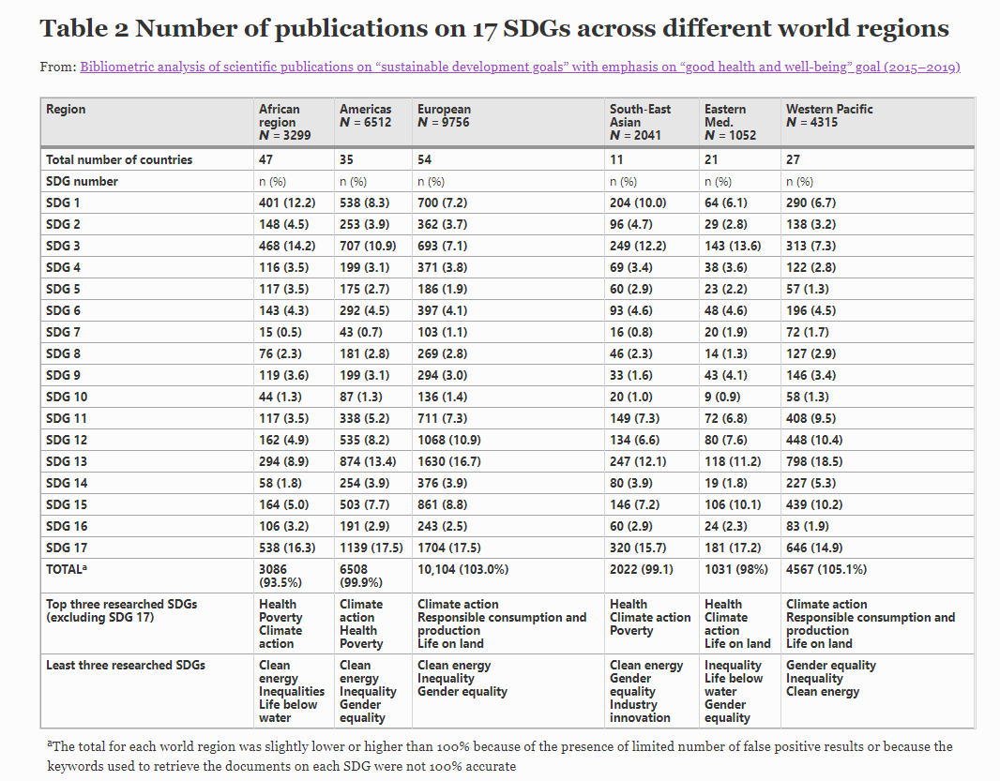 Table 2 Number of publications on 17 SDGs across different world regions
From: Bibliometric analysis of scientific publications on “sustainable development goals” with emphasis on “good health and well-being” goal (2015–2019)
Region African region N = 3299 Americas N = 6512 European N = 9756 South-East Asian N = 2041 Eastern Med. N = 1052 Western Pacific N = 4315
Total number of countries 47 35 54 11 21 27
SDG number n (%) n (%) n (%) n (%) n (%) n (%)
SDG 1 401 (12.2) 538 (8.3) 700 (7.2) 204 (10.0) 64 (6.1) 290 (6.7)
SDG 2 148 (4.5) 253 (3.9) 362 (3.7) 96 (4.7) 29 (2.8) 138 (3.2)
SDG 3 468 (14.2) 707 (10.9) 693 (7.1) 249 (12.2) 143 (13.6) 313 (7.3)
SDG 4 116 (3.5) 199 (3.1) 371 (3.8) 69 (3.4) 38 (3.6) 122 (2.8)
SDG 5 117 (3.5) 175 (2.7) 186 (1.9) 60 (2.9) 23 (2.2) 57 (1.3)
SDG 6 143 (4.3) 292 (4.5) 397 (4.1) 93 (4.6) 48 (4.6) 196 (4.5)
SDG 7 15 (0.5) 43 (0.7) 103 (1.1) 16 (0.8) 20 (1.9) 72 (1.7)
SDG 8 76 (2.3) 181 (2.8) 269 (2.8) 46 (2.3) 14 (1.3) 127 (2.9)
SDG 9 119 (3.6) 199 (3.1) 294 (3.0) 33 (1.6) 43 (4.1) 146 (3.4)
SDG 10 44 (1.3) 87 (1.3) 136 (1.4) 20 (1.0) 9 (0.9) 58 (1.3)
SDG 11 117 (3.5) 338 (5.2) 711 (7.3) 149 (7.3) 72 (6.8) 408 (9.5)
SDG 12 162 (4.9) 535 (8.2) 1068 (10.9) 134 (6.6) 80 (7.6) 448 (10.4)
SDG 13 294 (8.9) 874 (13.4) 1630 (16.7) 247 (12.1) 118 (11.2) 798 (18.5)
SDG 14 58 (1.8) 254 (3.9) 376 (3.9) 80 (3.9) 19 (1.8) 227 (5.3)
SDG 15 164 (5.0) 503 (7.7) 861 (8.8) 146 (7.2) 106 (10.1) 439 (10.2)
SDG 16 106 (3.2) 191 (2.9) 243 (2.5) 60 (2.9) 24 (2.3) 83 (1.9)
SDG 17 538 (16.3) 1139 (17.5) 1704 (17.5) 320 (15.7) 181 (17.2) 646 (14.9)
TOTALa 3086 (93.5%) 6508 (99.9%) 10,104 (103.0%) 2022 (99.1) 1031 (98%) 4567 (105.1%)
Top three researched SDGs (excluding SDG 17) Health Poverty Climate action Climate action Health Poverty Climate action Responsible consumption and production Life on land Health Climate action Poverty Health Climate action Life on land Climate action Responsible consumption and production Life on land
Least three researched SDGs Clean energy Inequalities Life below water Clean energy Inequality Gender equality Clean energy Inequality Gender equality Clean energy Gender equality Industry innovation Inequality Life below water Gender equality Gender equality Inequality Clean energy
aThe total for each world region was slightly lower or higher than 100% because of the presence of limited number of false positive results or because the
keywords used to retrieve the documents on each SDG were not 100% accurate